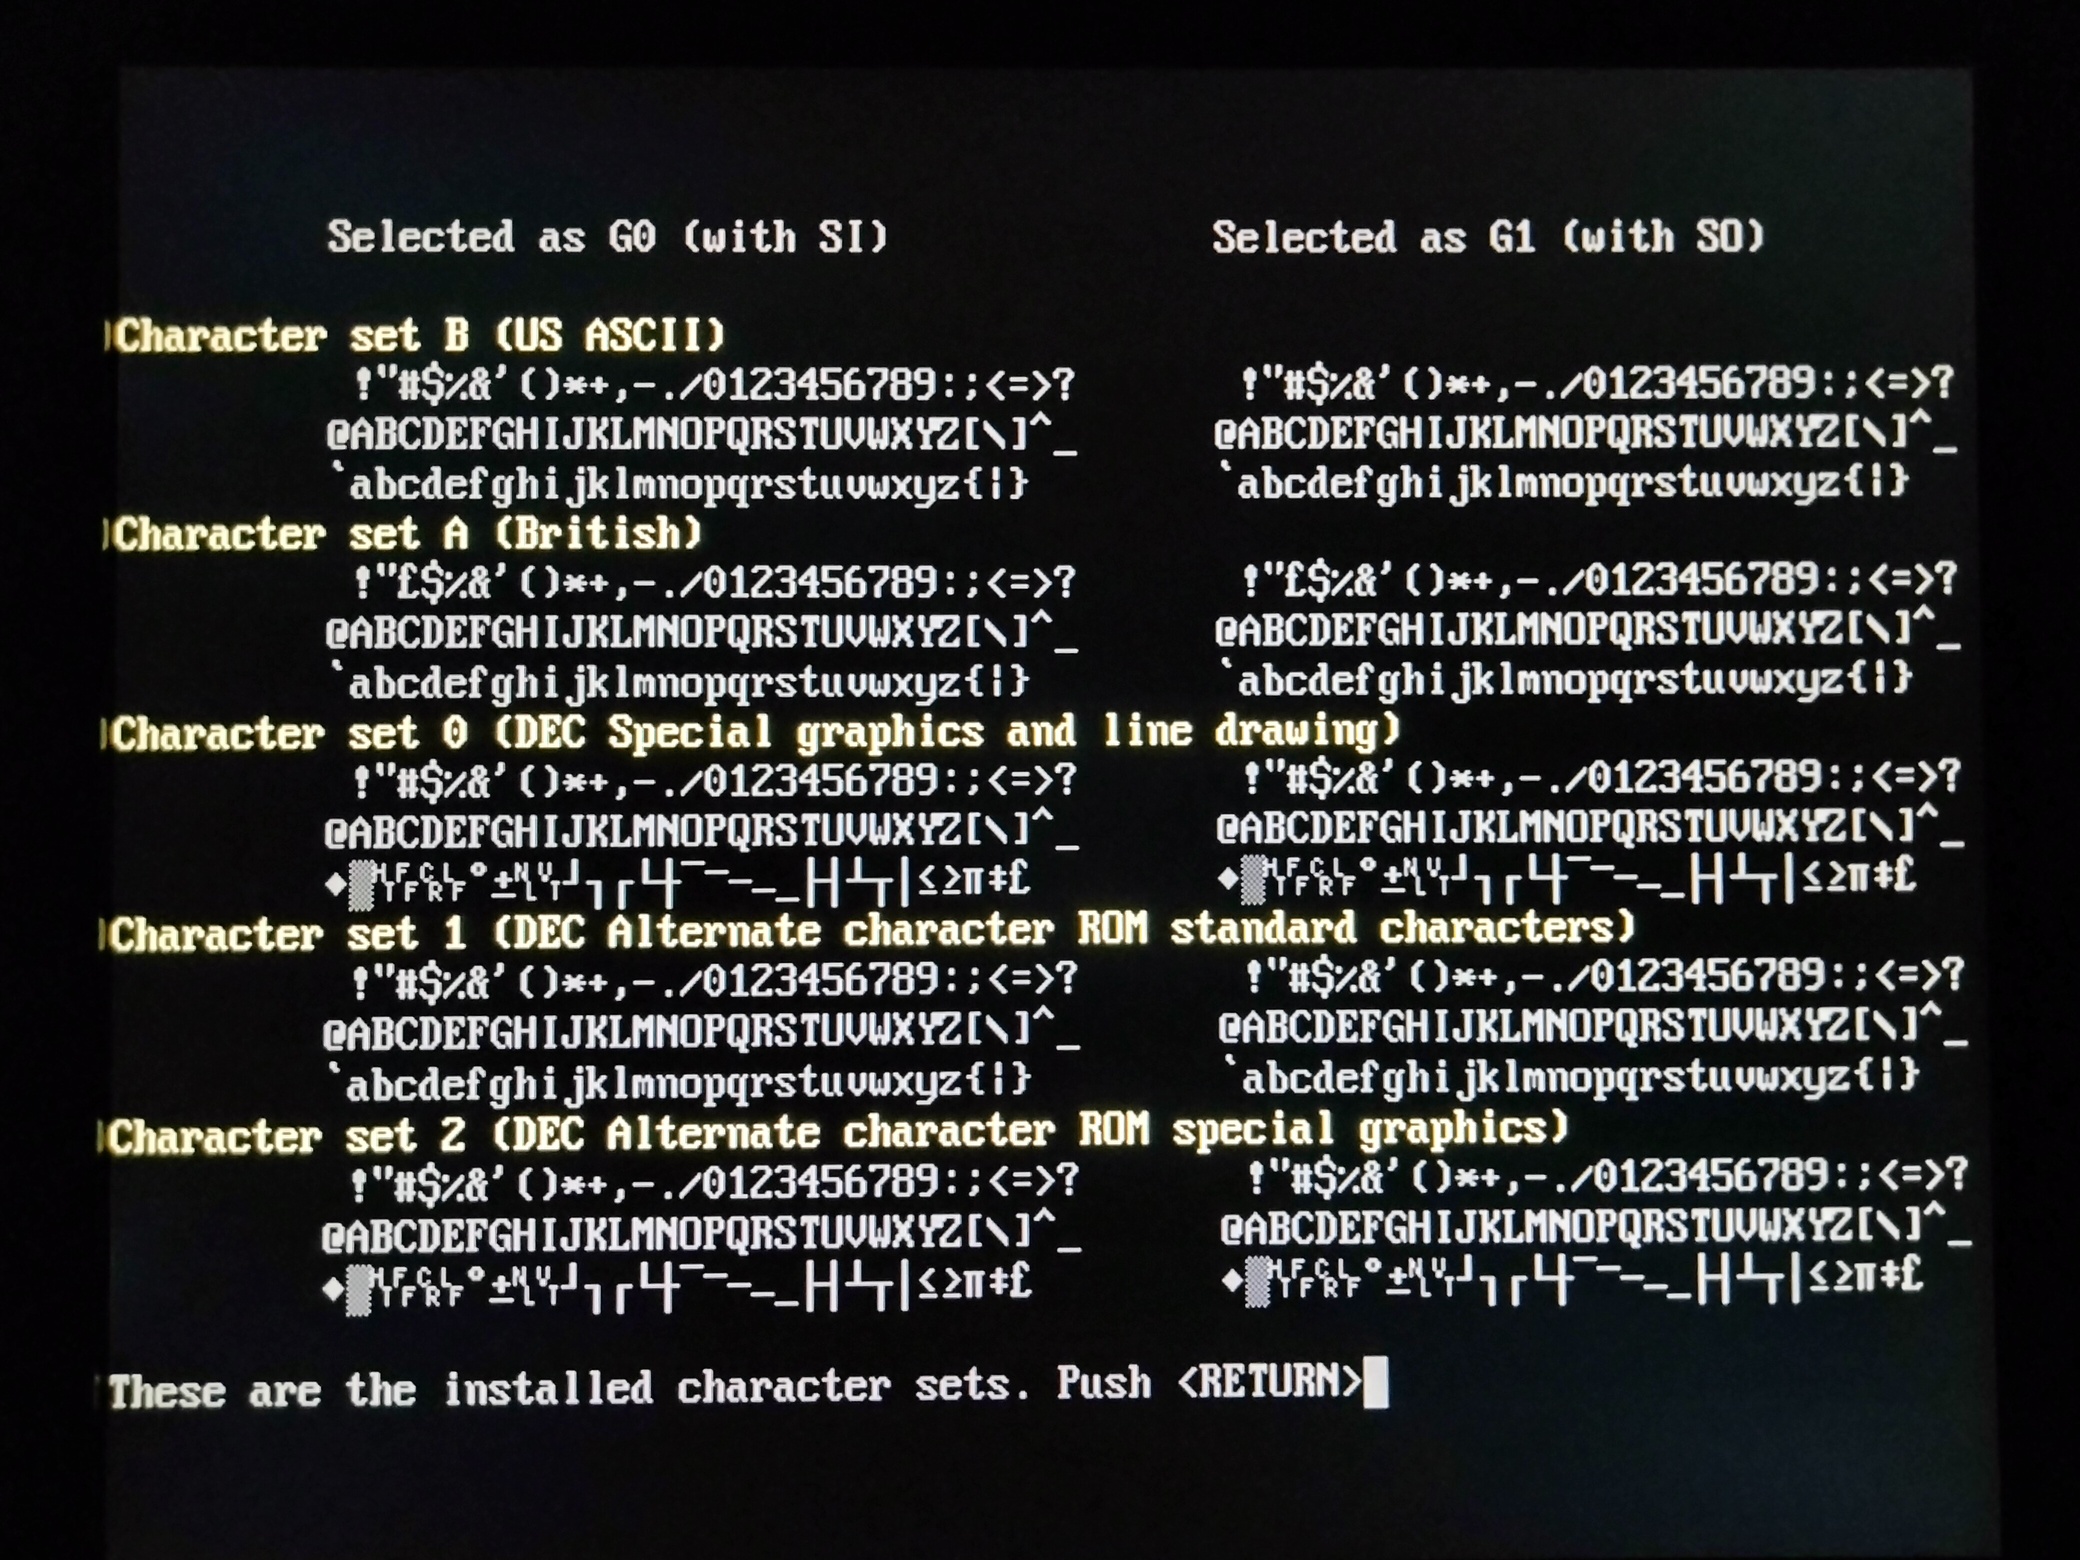 Selected as G0 (with SI) Selected as G1 (with SO)
Character set B (US ASCII)
!"#$%&'()*+,-./0123456789:;<=>? !"#$%&'()*+,-./0123456789:;<=>?
@ABCDEFGHIJKLMNOPQRSTUVWXYZ[\]^_ @ABCDEFGHIJKLMNOPQRSTUVWXYZ[\]^_
`abcdefghijklmnopqrstuvwxyz{¦} `abcdefghijklmnopqrstuvwxyz{¦}
Character set A (British)
!"£$%&'()*+,-./0123456789:;<=>? !"£$%&'()*+,-./0123456789:;<=>?
@ABCDEFGHIJKLMNOPQRSTUVWXYZ[\]^_ @ABCDEFGHIJKLMNOPQRSTUVWXYZ[\]^_
`abcdefghijklmnopqrstuvwxyz{¦} `abcdefghijklmnopqrstuvwxyz{¦}
Character set 0 (DEC Special graphics and line drawing)
!"#$%&'()*+,-./0123456789:;<=>? !"#$%&'()*+,-./0123456789:;<=>?
@ABCDEFGHIJKLMNOPQRSTUVWXYZ[\]^_ @ABCDEFGHIJKLMNOPQRSTUVWXYZ[\]^_
◆▒␉␌␍␊°±␤␋┘┐┌└┼⎺⎻─⎼⎽├┤┴┬│≤≥π≠£ ◆▒␉␌␍␊°±␤␋┘┐┌└┼⎺⎻─⎼⎽├┤┴┬│≤≥π≠£
Character set 1 (DEC Alternate character ROM standard characters)
!"#$%&'()*+,-./0123456789:;<=>? !"#$%&'()*+,-./0123456789:;<=>?
@ABCDEFGHIJKLMNOPQRSTUVWXYZ[\]^_ @ABCDEFGHIJKLMNOPQRSTUVWXYZ[\]^_
`abcdefghijklmnopqrstuvwxyz{¦} `abcdefghijklmnopqrstuvwxyz{¦}
Character set 2 (DEC Alternate character ROM special graphics)
!"#$%&'()*+,-./0123456789:;<=>? !"#$%&'()*+,-./0123456789:;<=>?
@ABCDEFGHIJKLMNOPQRSTUVWXYZ[\]^_ @ABCDEFGHIJKLMNOPQRSTUVWXYZ[\]^_
◆▒␉␌␍␊°±␤␋┘┐┌└┼⎺⎻─⎼⎽├┤┴┬│≤≥π≠£ ◆▒␉␌␍␊°±␤␋┘┐┌└┼⎺⎻─⎼⎽├┤┴┬│≤≥π≠£
These are the installed character sets. Push <RETURN>